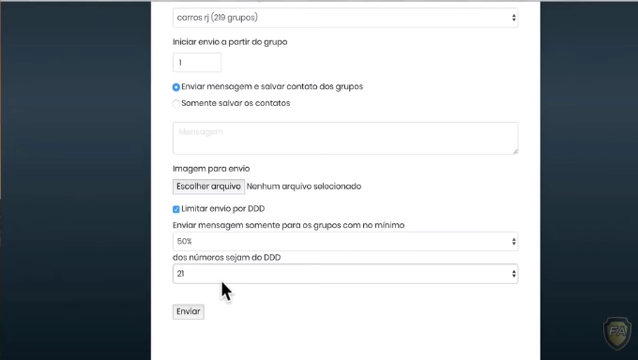 carros rj (219 grupos)
Iniciar envio a partir do grupo
1
Enviar mensagem e salvar contato dos grupos
Somente salvar os contatos
Mensagem
Imagem para envio
Escolher arquivo Nenhum arquivo selecionado
Limitar envio por DDD
Enviar mensagem somente para os grupos com no mínimo
50%
dos números sejam do DDD
21
Enviar